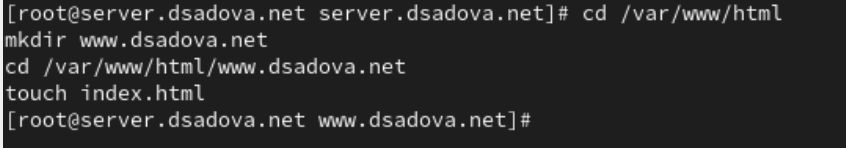 [root@server.dsadova.net server.dsadova.net]# cd /var/www/html
mkdir www.dsadova.net
cd /var/www/html/www.dsadova.net
touch index.html
[root@server.dsadova.net www.dsadova.net]#